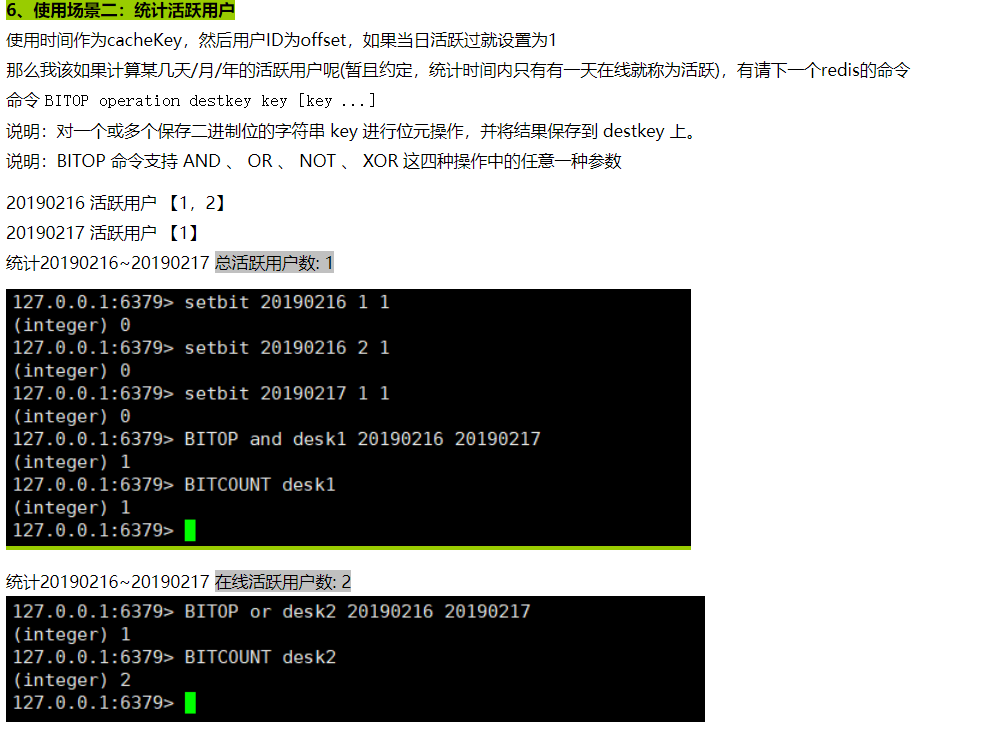 6、使用场景二：统计活跃用户
使用时间作为cacheKey，然后用户ID为offset，如果当日活跃过就设置为1
那么我该如果计算某几天/月/年的活跃用户呢(暂且约定，统计时间内只有有一天在线就称为活跃)，有请下一个redis的命令
命令 BITOP operation destkey key [key ...]
说明：对一个或多个保存二进制位的字符串 key 进行位元操作，并将结果保存到 destkey 上。
说明：BITOP 命令支持 AND 、 OR 、 NOT 、 XOR 这四种操作中的任意一种参数
20190216 活跃用户 【1，2】
20190217 活跃用户 【1】
统计20190216~20190217 总活跃用户数: 1
127.0.0.1:6379> setbit 20190216 1 1
(integer) 0
127.0.0.1:6379> setbit 20190216 2 1
(integer) 0
127.0.0.1:6379> setbit 20190217 1 1
(integer) 0
127.0.0.1:6379> BITOP and desk1 20190216 20190217
(integer) 1
127.0.0.1:6379> BITCOUNT desk1
(integer) 1
127.0.0.1:6379>
统计20190216~20190217 在线活跃用户数: 2
127.0.0.1:6379> BITOP or desk2 20190216 20190217
(integer) 1
127.0.0.1:6379> BITCOUNT desk2
(integer) 2
127.0.0.1:6379>